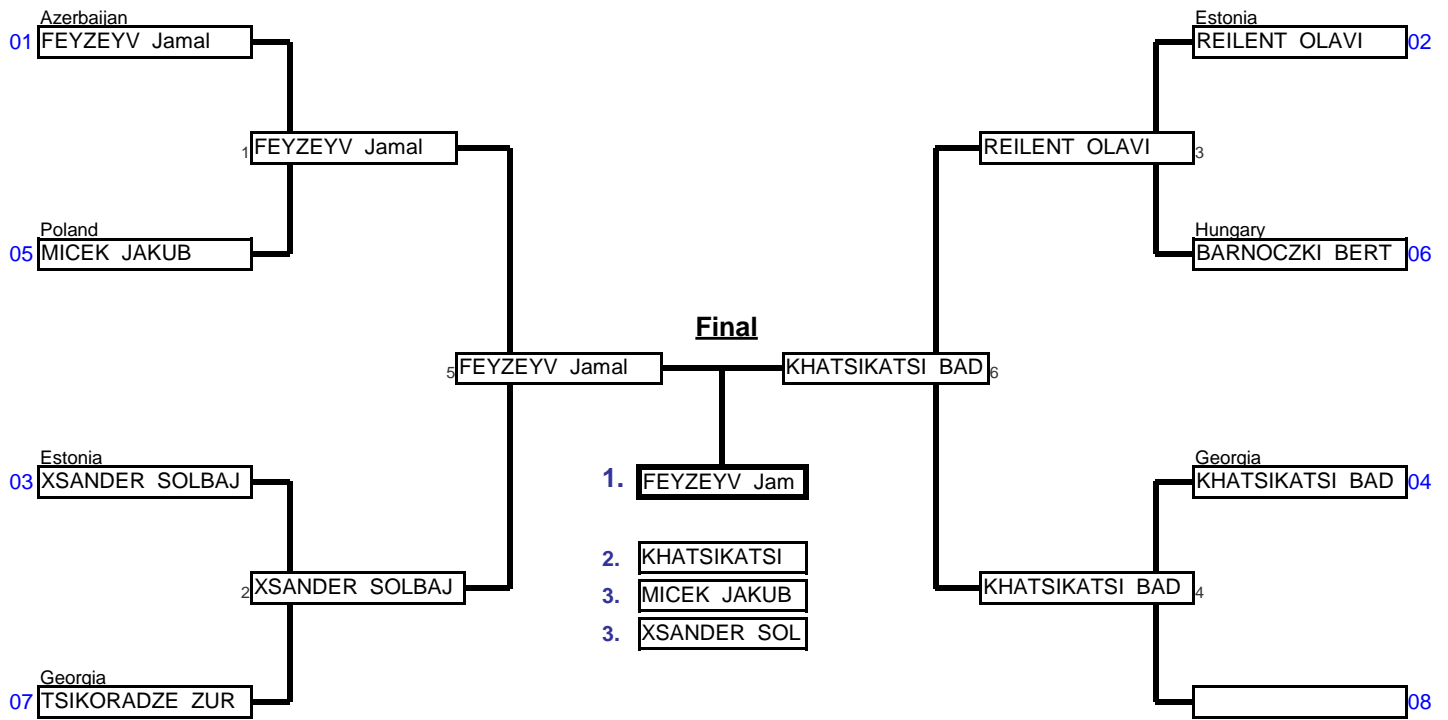 Azerbaijan
01 FEYZEYV Jamal
Estonia
REILENT OLAVI 02
1 FEYZEYV Jamal
REILENT OLAVI 3
Poland
05 MICEK JAKUB
Hungary
BARNOCZKI BERT 06
Final
5 FEYZEYV Jamal
KHATSIKATSI BAD 6
Estonia
03 XSANDER SOLBAJ
1. FEYZEYV Jam
Georgia
KHATSIKATSI BAD 04
2. KHATSIKATSI
2 XSANDER SOLBAJ
3. MICEK JAKUB
KHATSIKATSI BAD 4
3. XSANDER SOL
Georgia
07 TSIKORADZE ZUR
08